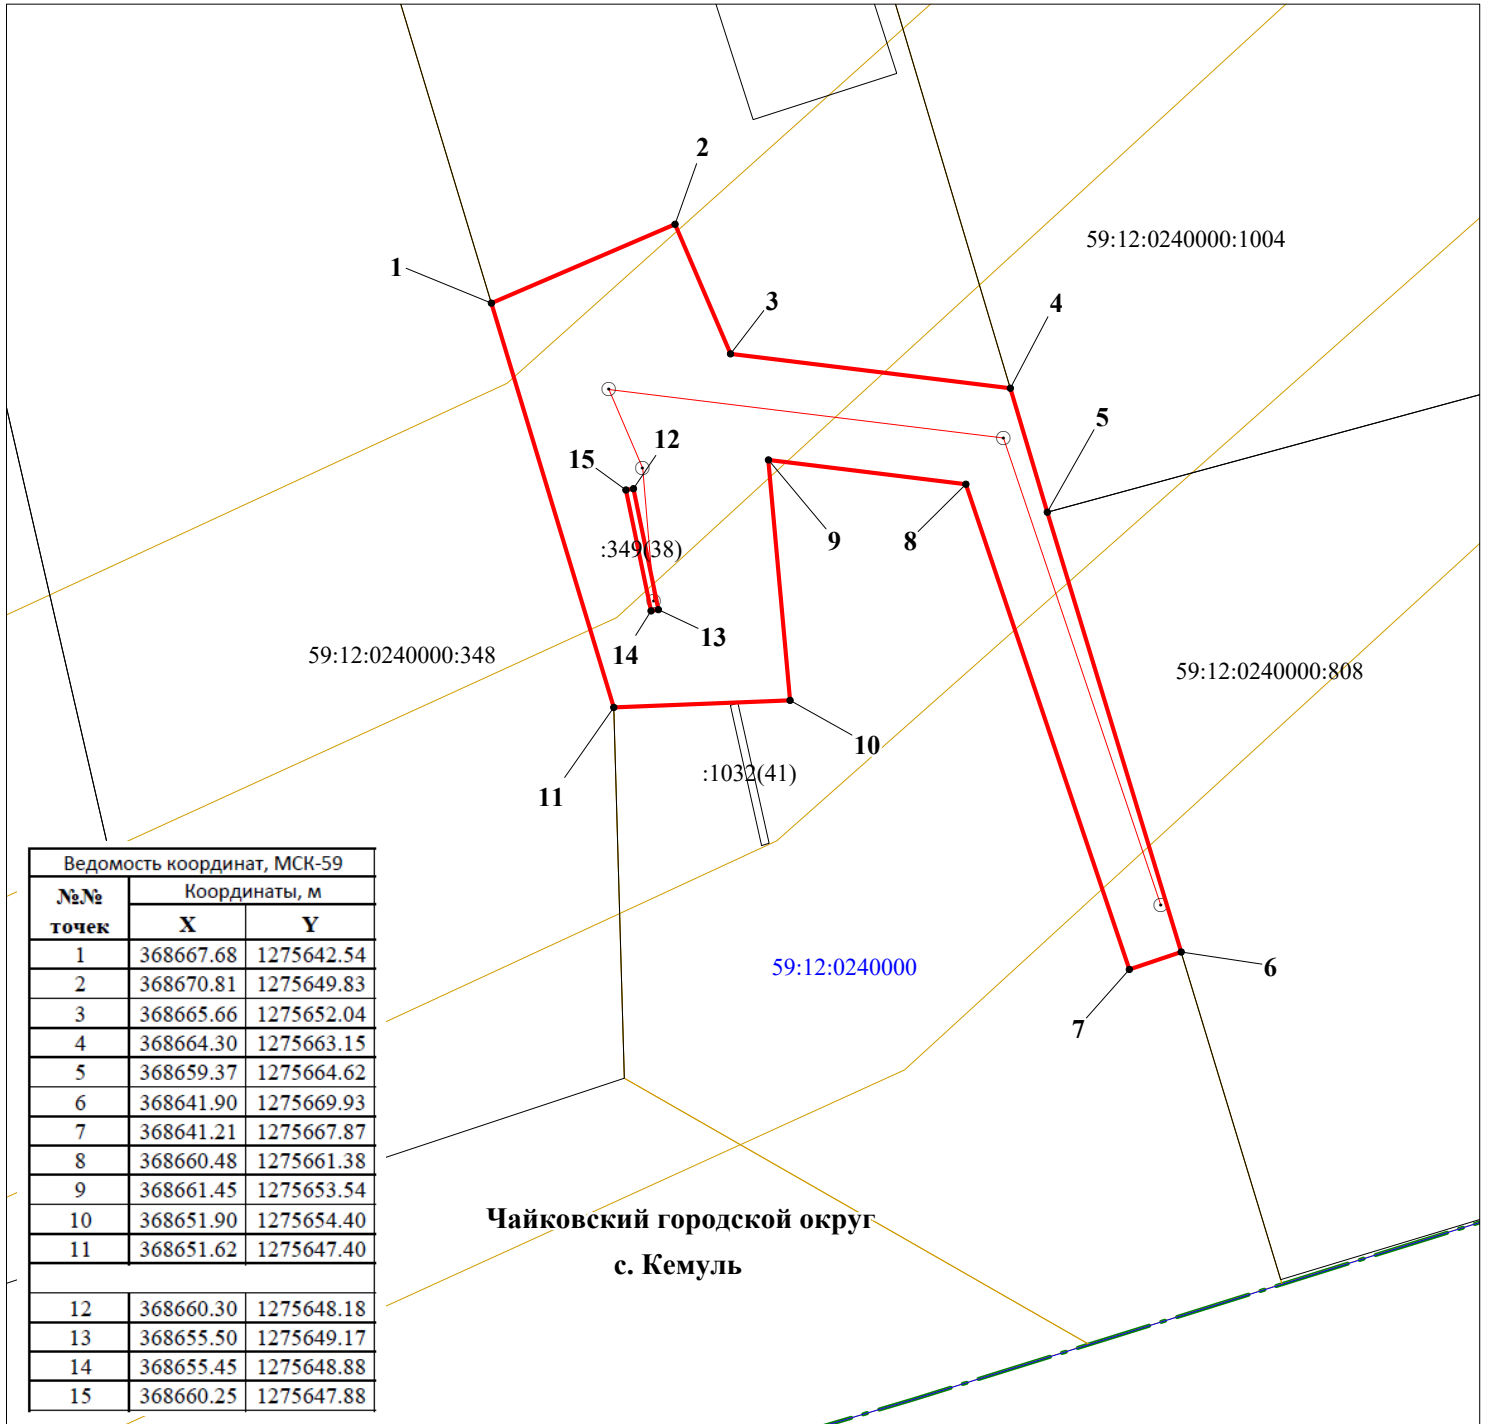 2
59:12:0240000:1004
1
3
4
5
12
15
9
8
:349(38)
13
14
59:12:0240000:348
59:12:0240000:808
10
:1032(41)
11
59:12:0240000
6
7
Чайковский городской округ
с. Кемуль
Ведомость координат, МСК-59
№№ точек Координаты, м
X Y
1 368667.68 1275642.54
2 368670.81 1275649.83
3 368665.66 1275652.04
4 368664.30 1275663.15
5 368659.37 1275664.62
6 368641.90 1275669.93
7 368641.21 1275667.87
8 368660.48 1275661.38
9 368661.45 1275653.54
10 368651.90 1275654.40
11 368651.62 1275647.40
12 368660.30 1275648.18
13 368655.50 1275649.17
14 368655.45 1275648.88
15 368660.25 1275647.88